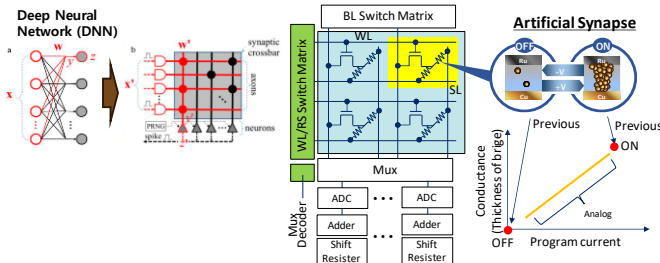 Deep Neural
Network (DNN)
a
w
y
z
x
b
w'
x'
synaptic
crossbar
axons
PRNG
spike
neurons
z'
BL Switch Matrix
WL/RS Switch Matrix
WL
SL
Mux
Mux
Decoder
ADC
...
ADC
Adder
Adder
Shift
Resister
...
Shift
Resister
Artificial Synapse
OFF
ON
Ru
Cu
-V
+V
Ru
Cu
Previous
Previous
ON
Analog
OFF
Conductance
(Thickness of brige)
Program current